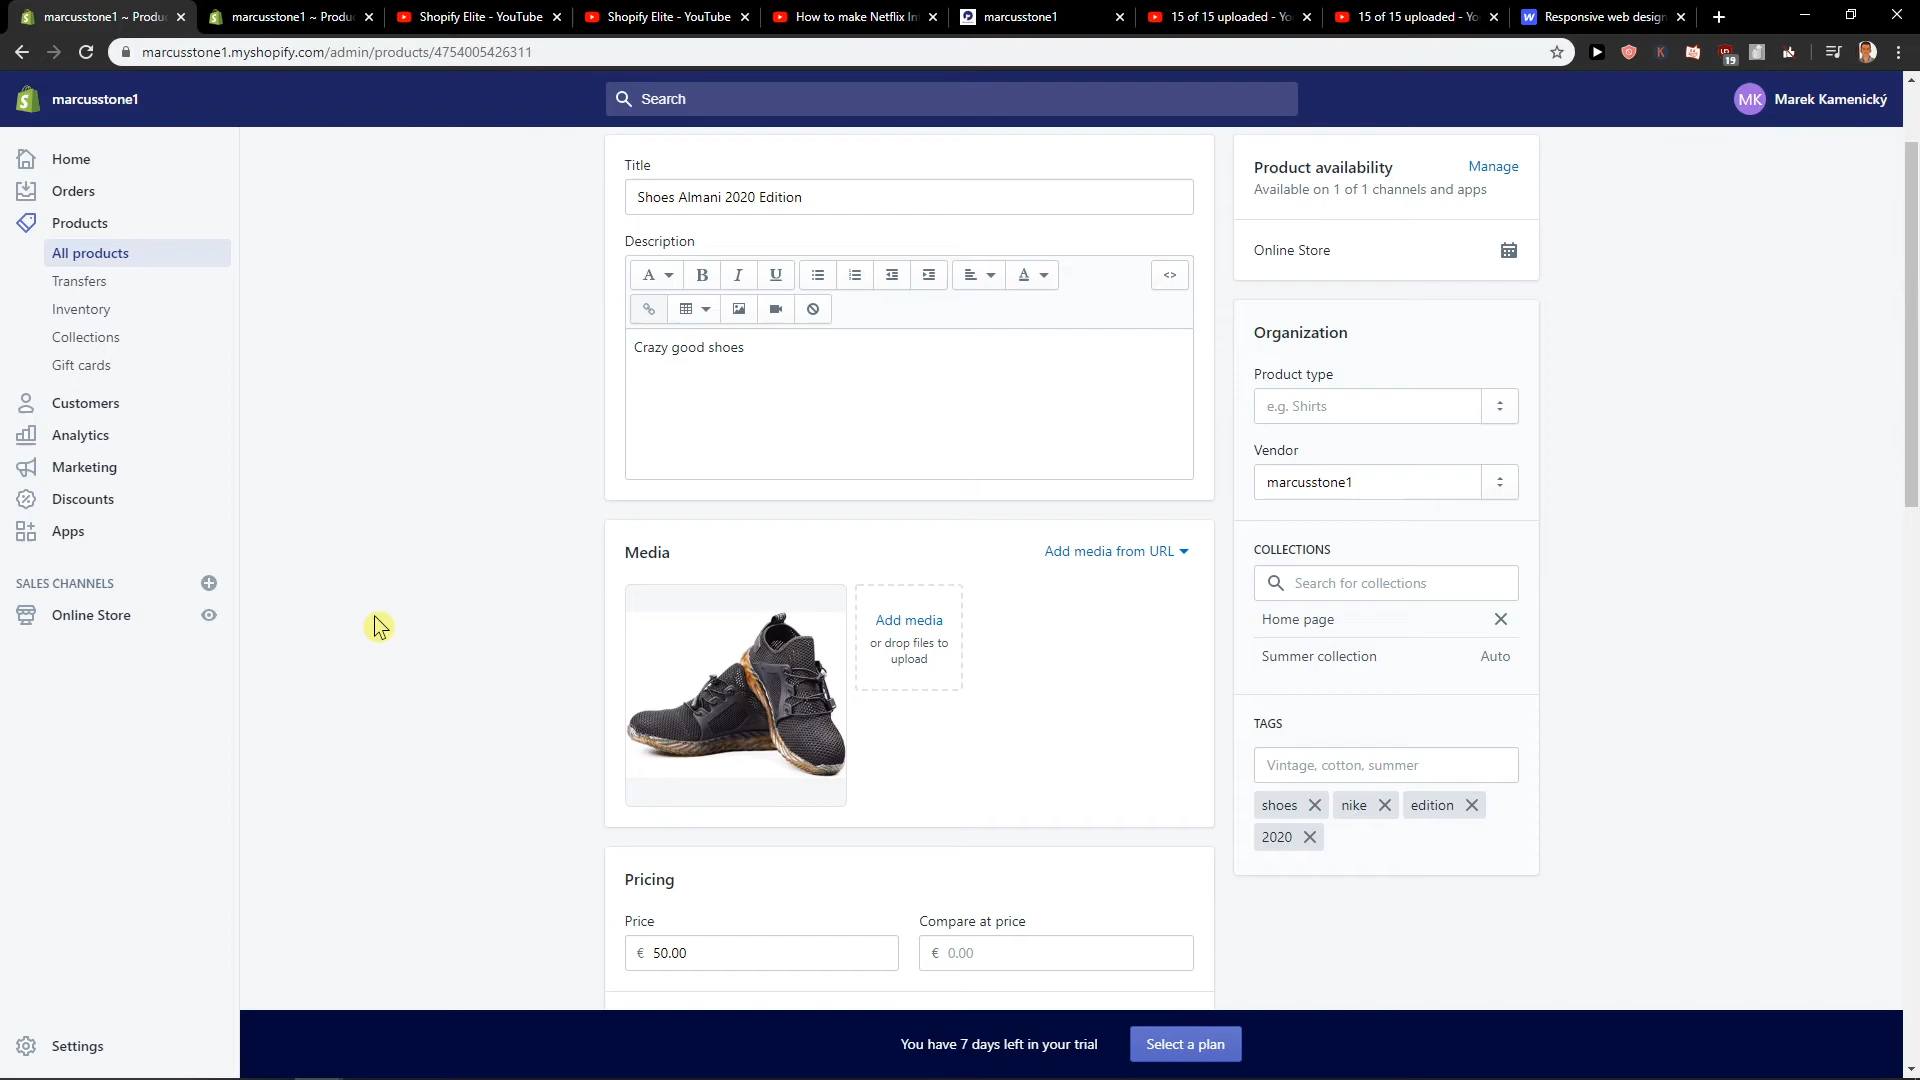 marcusstone1 ~ Produc
marcusstone1 ~ Produc
Shopify Elite - YouTube
Shopify Elite - YouTube
How to make Netflix In
marcusstone1
15 of 15 uploaded - Yo
15 of 15 uploaded - Yo
Responsive web design
marcusstone1.myshopify.com/admin/products/4754005426311
19
marcusstone1
Search
MK
Marek Kamenický
Home
Orders
Products
All products
Transfers
Inventory
Collections
Gift cards
Customers
Analytics
Marketing
Discounts
Apps
SALES CHANNELS
Online Store
Settings
Title
Shoes Almani 2020 Edition
Description
A B I U A <>
Crazy good shoes
Media
Add media from URL
Add media
or drop files to
upload
Pricing
Price
Compare at price
€ 50.00
€ 0.00
Product availability
Manage
Available on 1 of 1 channels and apps
Online Store
Organization
Product type
e.g. Shirts
Vendor
marcusstone1
COLLECTIONS
Search for collections
Home page
Summer collection
Auto
TAGS
Vintage, cotton, summer
shoes
nike
edition
2020
You have 7 days left in your trial
Select a plan